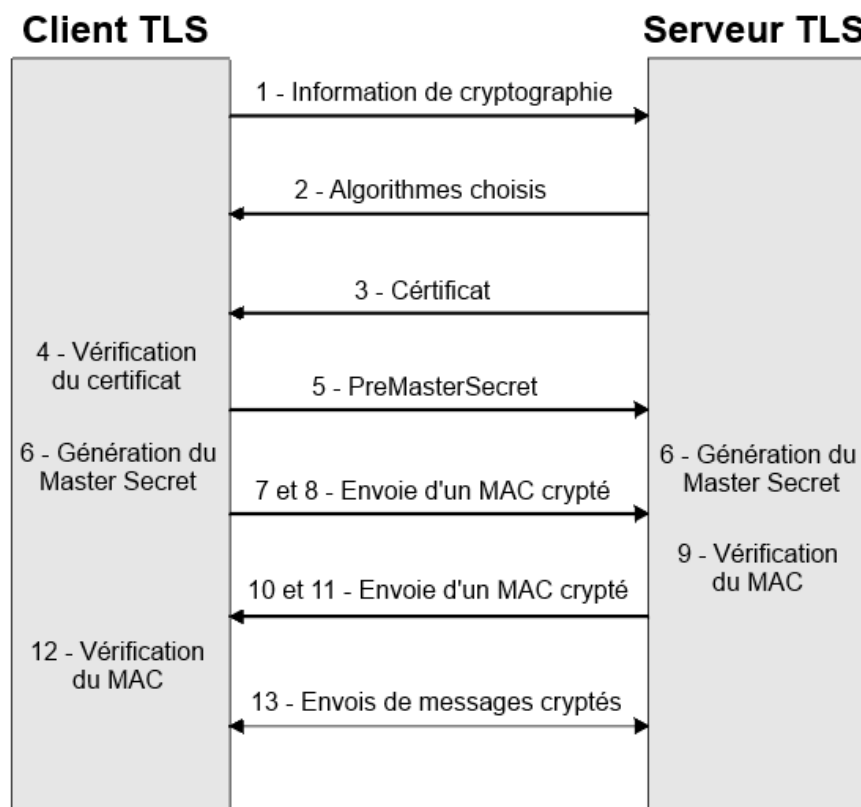 Client TLS
Serveur TLS
1 - Information de cryptographie
2 - Algorithmes choisis
3 - Cértificat
4 - Vérification
du certificat
5 - PreMasterSecret
6 - Génération du
Master Secret
6 - Génération du
Master Secret
7 et 8 - Envoie d'un MAC crypté
9 - Vérification
du MAC
10 et 11 - Envoie d'un MAC crypté
12 - Vérification
du MAC
13 - Envois de messages cryptés